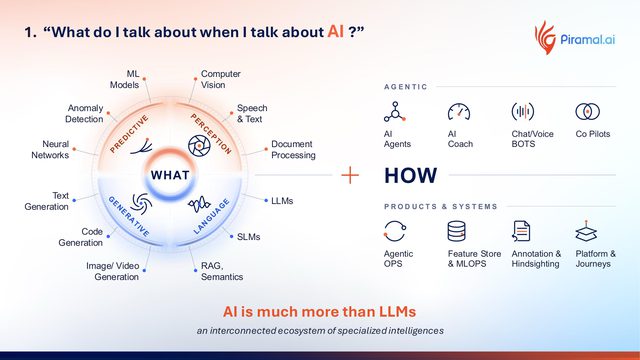 1. “What do I talk about when I talk about AI ?”
Piramal.ai
ML
Models
Computer
Vision
Anomaly
Detection
Speech
& Text
Neural
Networks
Document
Processing
PREDICTIVE
PERCEPTION
WHAT
GENERATIVE
LANGUAGE
Text
Generation
LLMs
Code
Generation
SLMs
Image/ Video
Generation
RAG,
Semantics
+
HOW
AGENTIC
AI
Agents
AI
Coach
Chat/Voice
BOTS
Co Pilots
PRODUCTS & SYSTEMS
Agentic
OPS
Feature Store
& MLOPS
Annotation &
Hindsighting
Platform &
Journeys
AI is much more than LLMs
an interconnected ecosystem of specialized intelligences